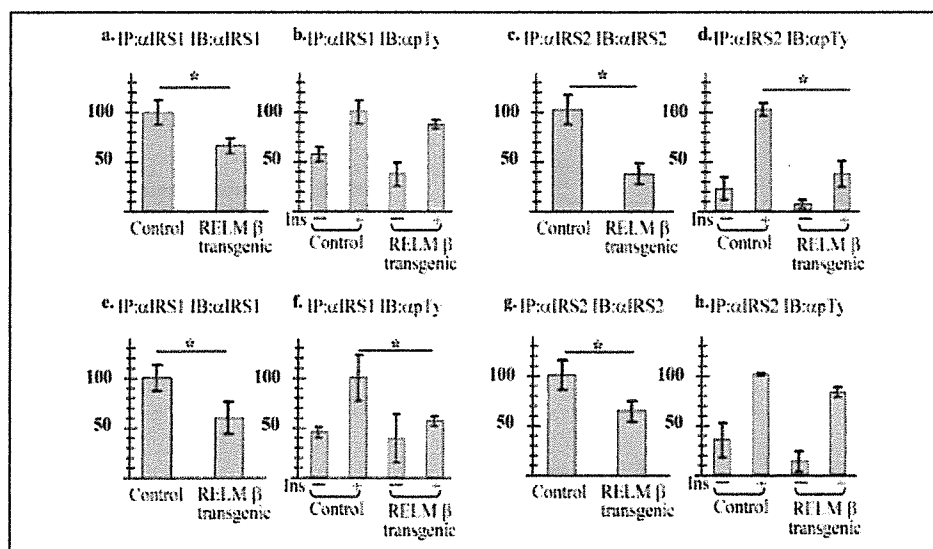 a. IP:αIRS1 IB:αIRS1
b. IP:αIRS1 IB:αpTy
c. IP:αIRS2 IB:αIRS2
d. IP:αIRS2 IB:αpTy
*
*
*
100
100
100
100
50
50
50
50
Control
RELM β
transgenic
Ins
−
+
−
+
Control
RELM β
transgenic
Control
RELM β
transgenic
Ins
−
+
−
+
Control
RELM β
transgenic
e. IP:αIRS1 IB:αIRS1
f. IP:αIRS1 IB:αpTy
g. IP:αIRS2 IB:αIRS2
h. IP:αIRS2 IB:αpTy
*
*
*
100
100
100
100
50
50
50
50
Control
RELM β
transgenic
Ins
−
+
−
+
Control
RELM β
transgenic
Control
RELM β
transgenic
Ins
−
+
−
+
Control
RELM β
transgenic